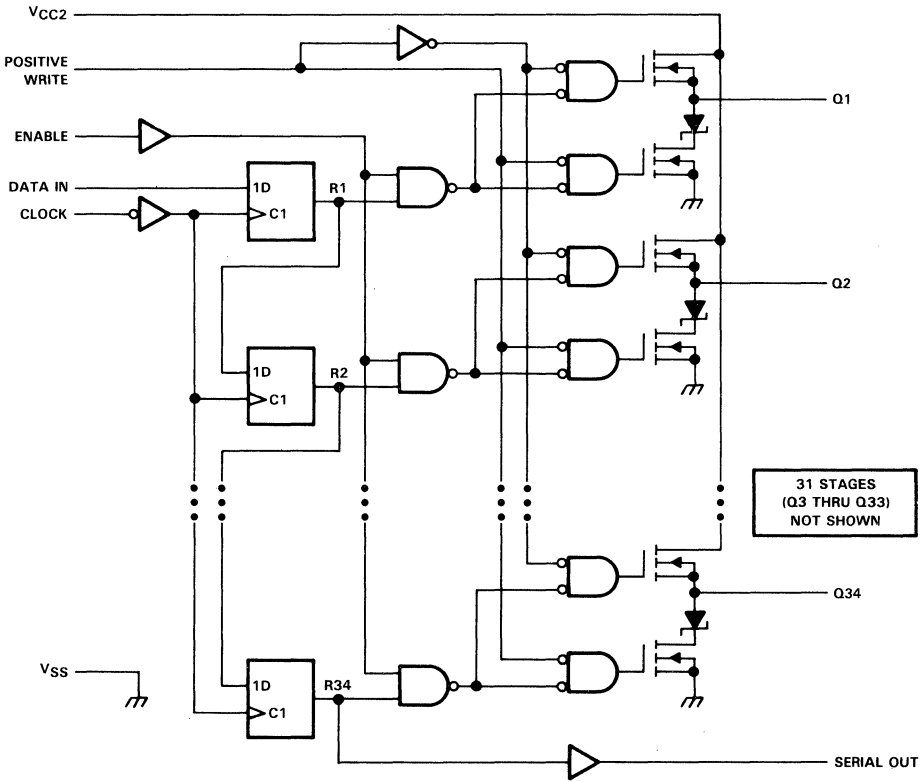 VCC2
POSITIVE
WRITE
Q1
ENABLE
DATA IN
1D
R1
CLOCK
C1
Q2
1D
R2
C1
31 STAGES
(Q3 THRU Q33)
NOT SHOWN
Q34
VSS
1D
R34
C1
SERIAL OUT